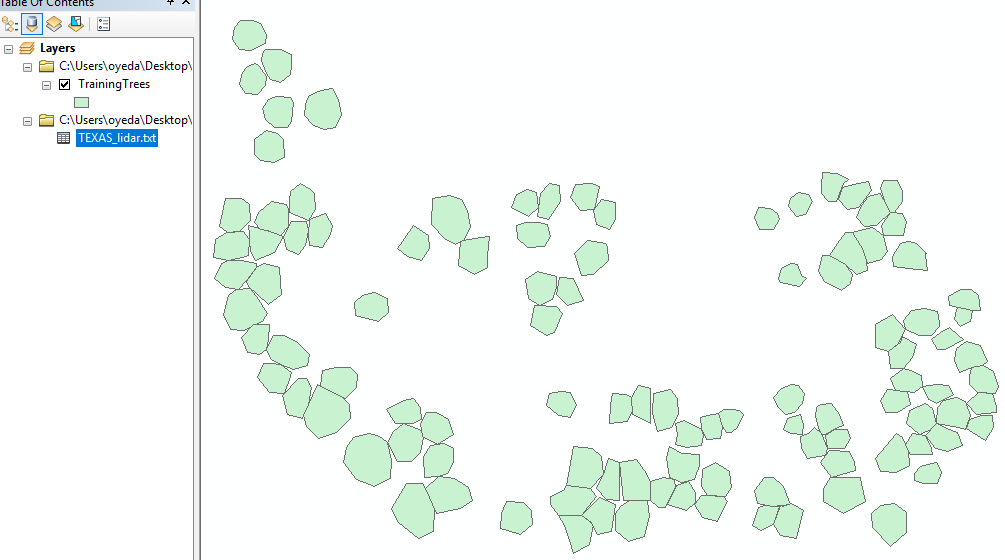 Table Of Contents
Layers
C:\Users\oyeda\Desktop\
TrainingTrees
C:\Users\oyeda\Desktop\
TEXAS_lidar.txt